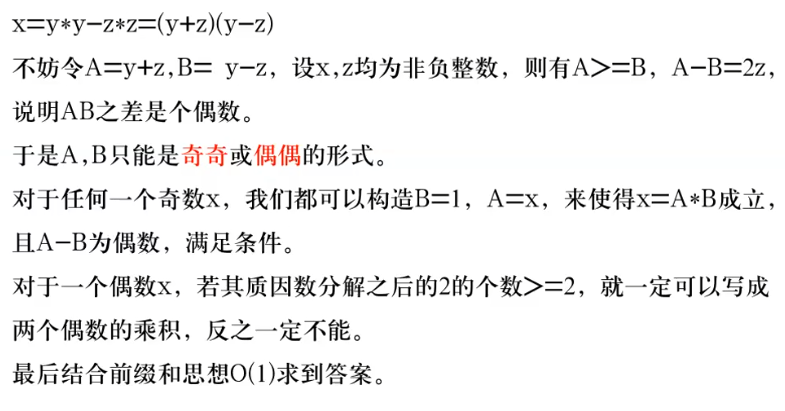 x=y*y-z*z=(y+z)(y-z)
不妨令A=y+z,B= y-z，设x,z均为非负整数，则有A>=B，A-B=2z，
说明AB之差是个偶数。
于是A,B只能是奇奇或偶偶的形式。
对于任何一个奇数x，我们都可以构造B=1，A=x，来使得x=A*B成立，
且A-B为偶数，满足条件。
对于一个偶数x，若其质因数分解之后的2的个数>=2，就一定可以写成
两个偶数的乘积，反之一定不能。
最后结合前缀和思想O(1)求到答案。